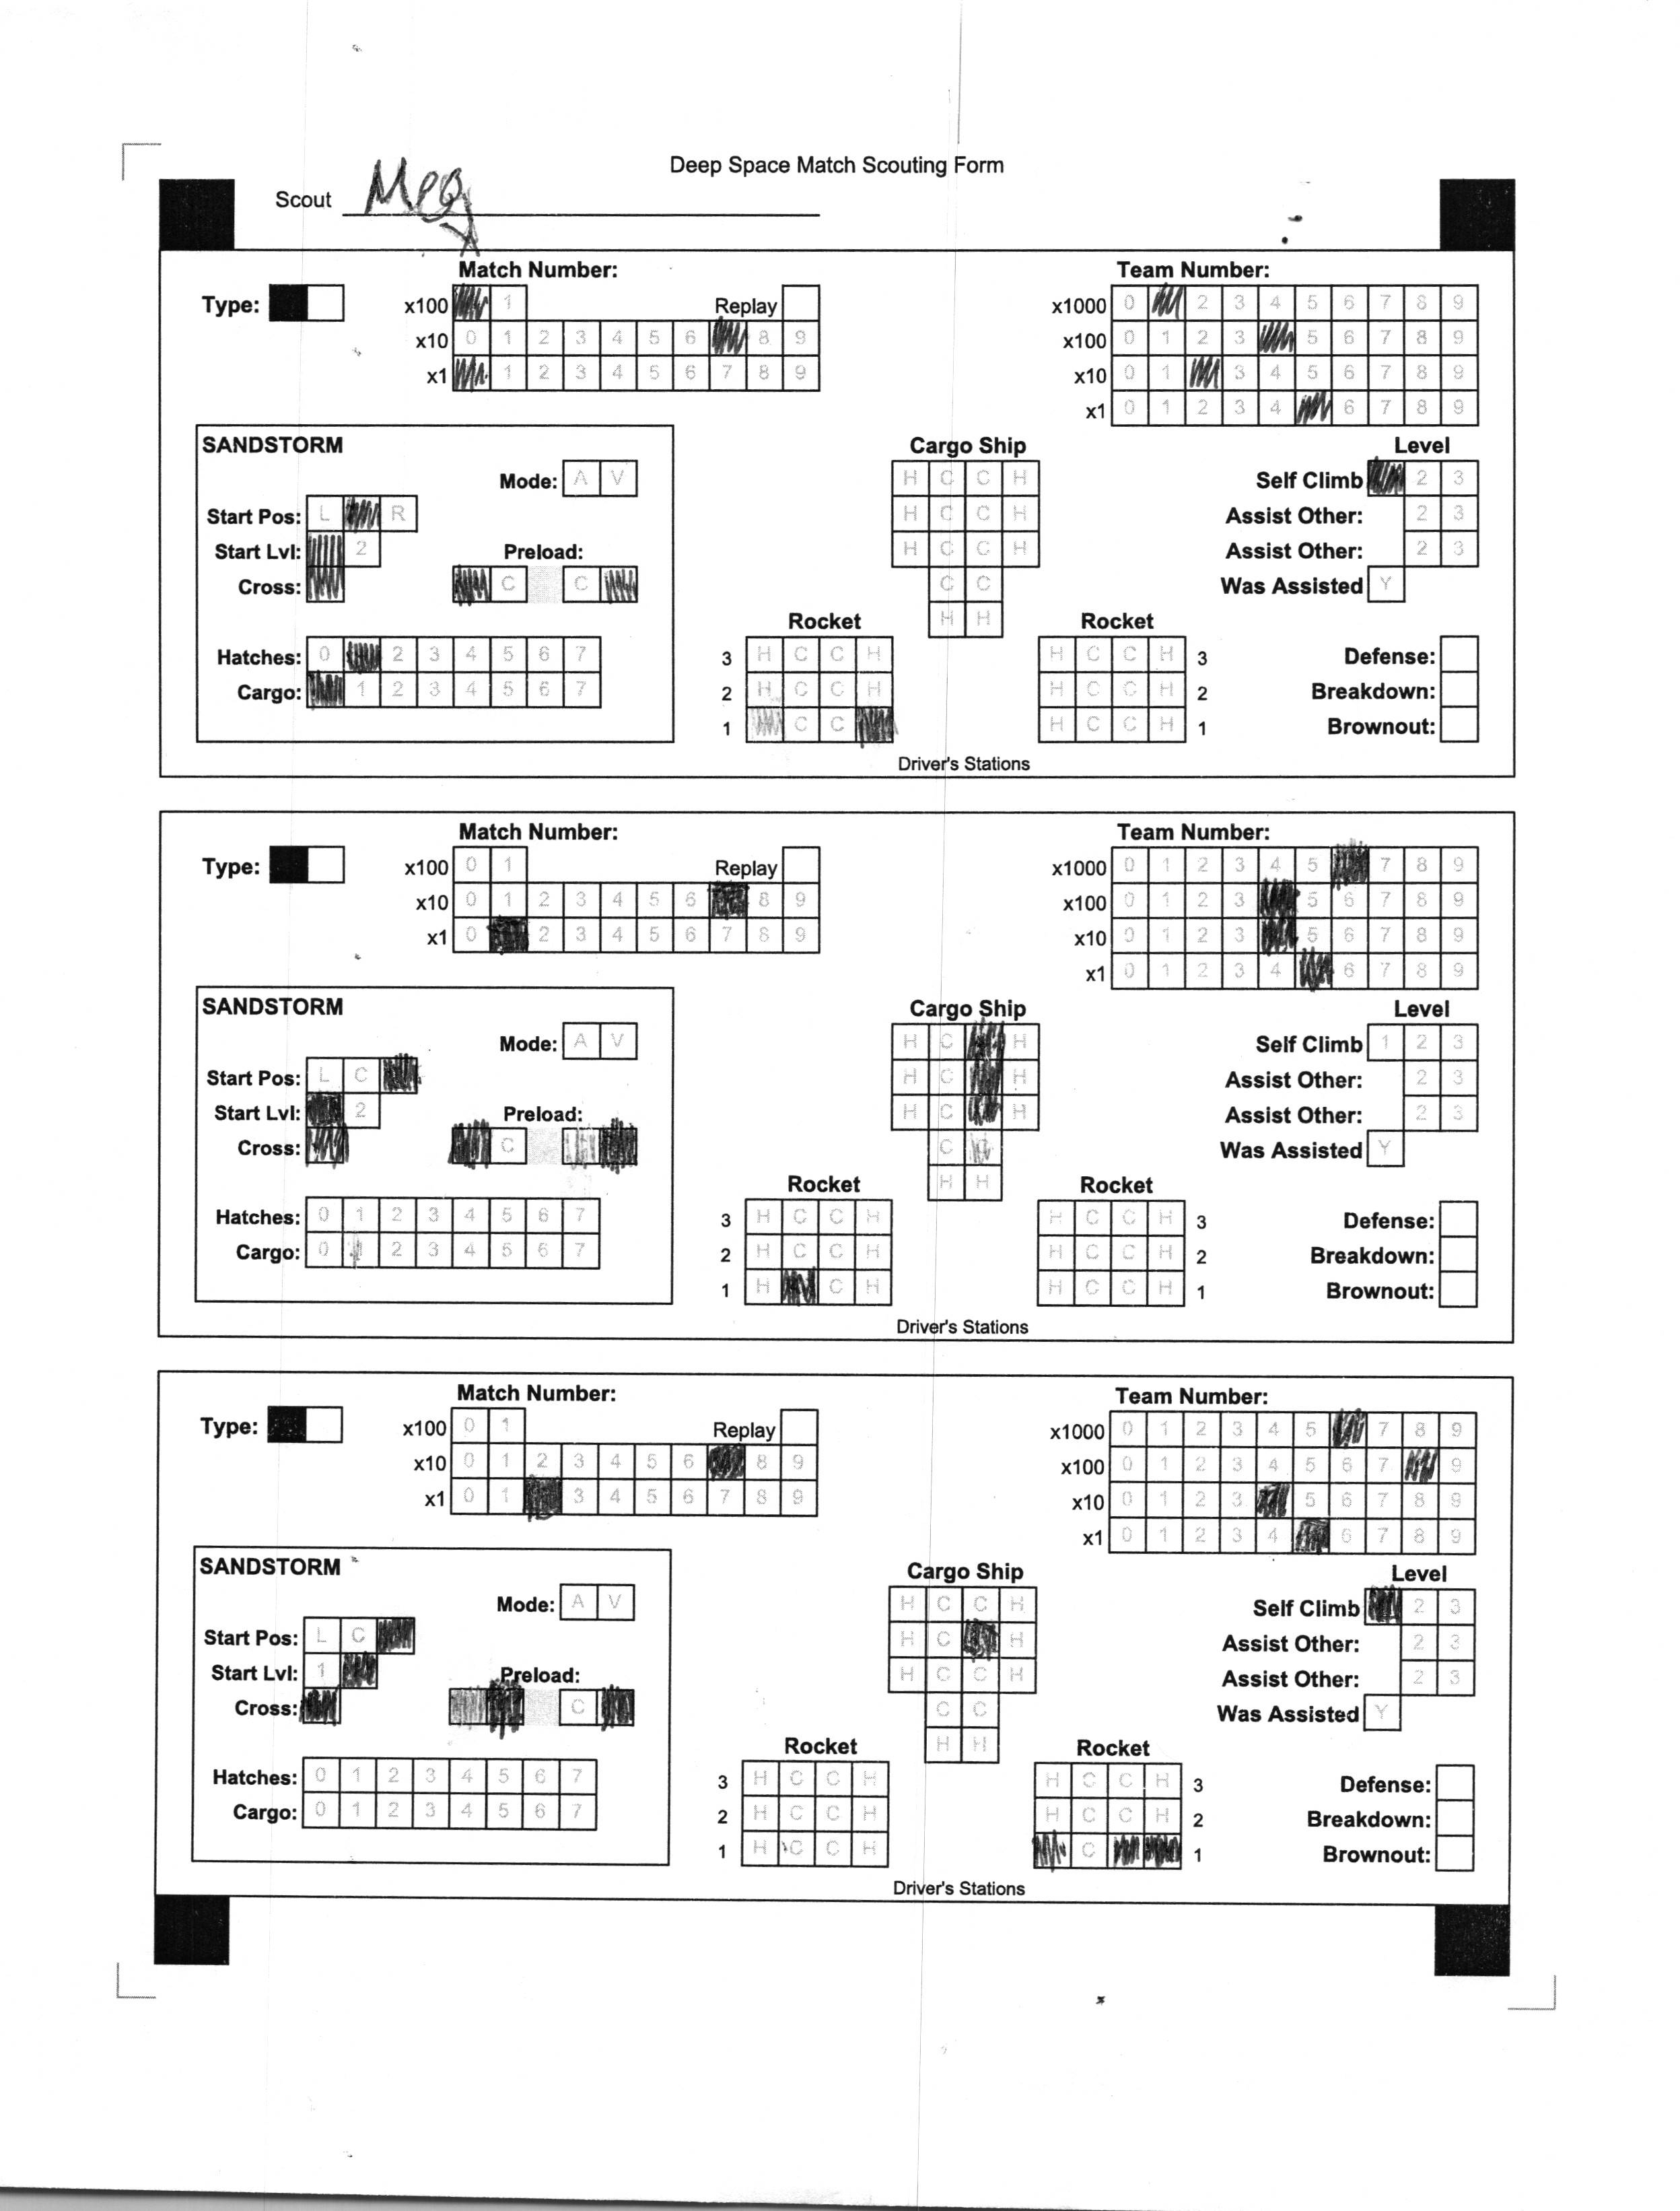 Deep Space Match Scouting Form
Scout Meg
Match Number: Team Number:
Type: x100 1 Replay x1000 0 2 3 4 5 6 7 8 9
x10 0 1 2 3 4 5 6 8 9 x100 0 1 2 3 5 6 7 8 9
x1 1 2 3 4 5 6 7 8 9 x10 0 1 3 4 5 6 7 8 9
x1 0 1 2 3 4 6 7 8 9
SANDSTORM Cargo Ship Level
Mode: A V H C C H Self Climb 2 3
Start Pos: L R H C C H Assist Other: 2 3
Start Lvl: 2 Preload: H C C H Assist Other: 2 3
Cross: C C C C Was Assisted Y
H H
Rocket Rocket
Hatches: 0 2 3 4 5 6 7 3 H C C H H C C H 3 Defense:
Cargo: 1 2 3 4 5 6 7 2 H C C H H C C H 2 Breakdown:
1 H C C H C C H 1 Brownout:
Driver's Stations
Match Number: Team Number:
Type: x100 0 1 Replay x1000 0 1 2 3 4 5 7 8 9
x10 0 1 2 3 4 5 6 8 9 x100 0 1 2 3 5 6 7 8 9
x1 0 2 3 4 5 6 7 8 9 x10 0 1 2 3 5 6 7 8 9
x1 0 1 2 3 4 6 7 8 9
SANDSTORM Cargo Ship Level
Mode: A V H C H Self Climb 1 2 3
Start Pos: L C H C H Assist Other: 2 3
Start Lvl: 2 Preload: H C H Assist Other: 2 3
Cross: C C C Was Assisted Y
H H
Rocket Rocket
Hatches: 0 1 2 3 4 5 6 7 3 H C C H H C C H 3 Defense:
Cargo: 0 1 2 3 4 5 6 7 2 H C C H H C C H 2 Breakdown:
1 H C H H C C H 1 Brownout:
Driver's Stations
Match Number: Team Number:
Type: x100 0 1 Replay x1000 0 1 2 3 4 5 7 8 9
x10 0 1 2 3 4 5 6 8 9 x100 0 1 2 3 4 5 6 7 9
x1 0 1 3 4 5 6 7 8 9 x10 0 1 2 3 5 6 7 8 9
x1 0 1 2 3 4 6 7 8 9
SANDSTORM Cargo Ship Level
Mode: A V H C C H Self Climb 2 3
Start Pos: L C H C H Assist Other: 2 3
Start Lvl: 1 Preload: H C C H Assist Other: 2 3
Cross: C C C Was Assisted Y
H H
Rocket Rocket
Hatches: 0 1 2 3 4 5 6 7 3 H C C H H C C H 3 Defense:
Cargo: 0 1 2 3 4 5 6 7 2 H C C H H C C H 2 Breakdown:
1 H C C H C 1 Brownout:
Driver's Stations